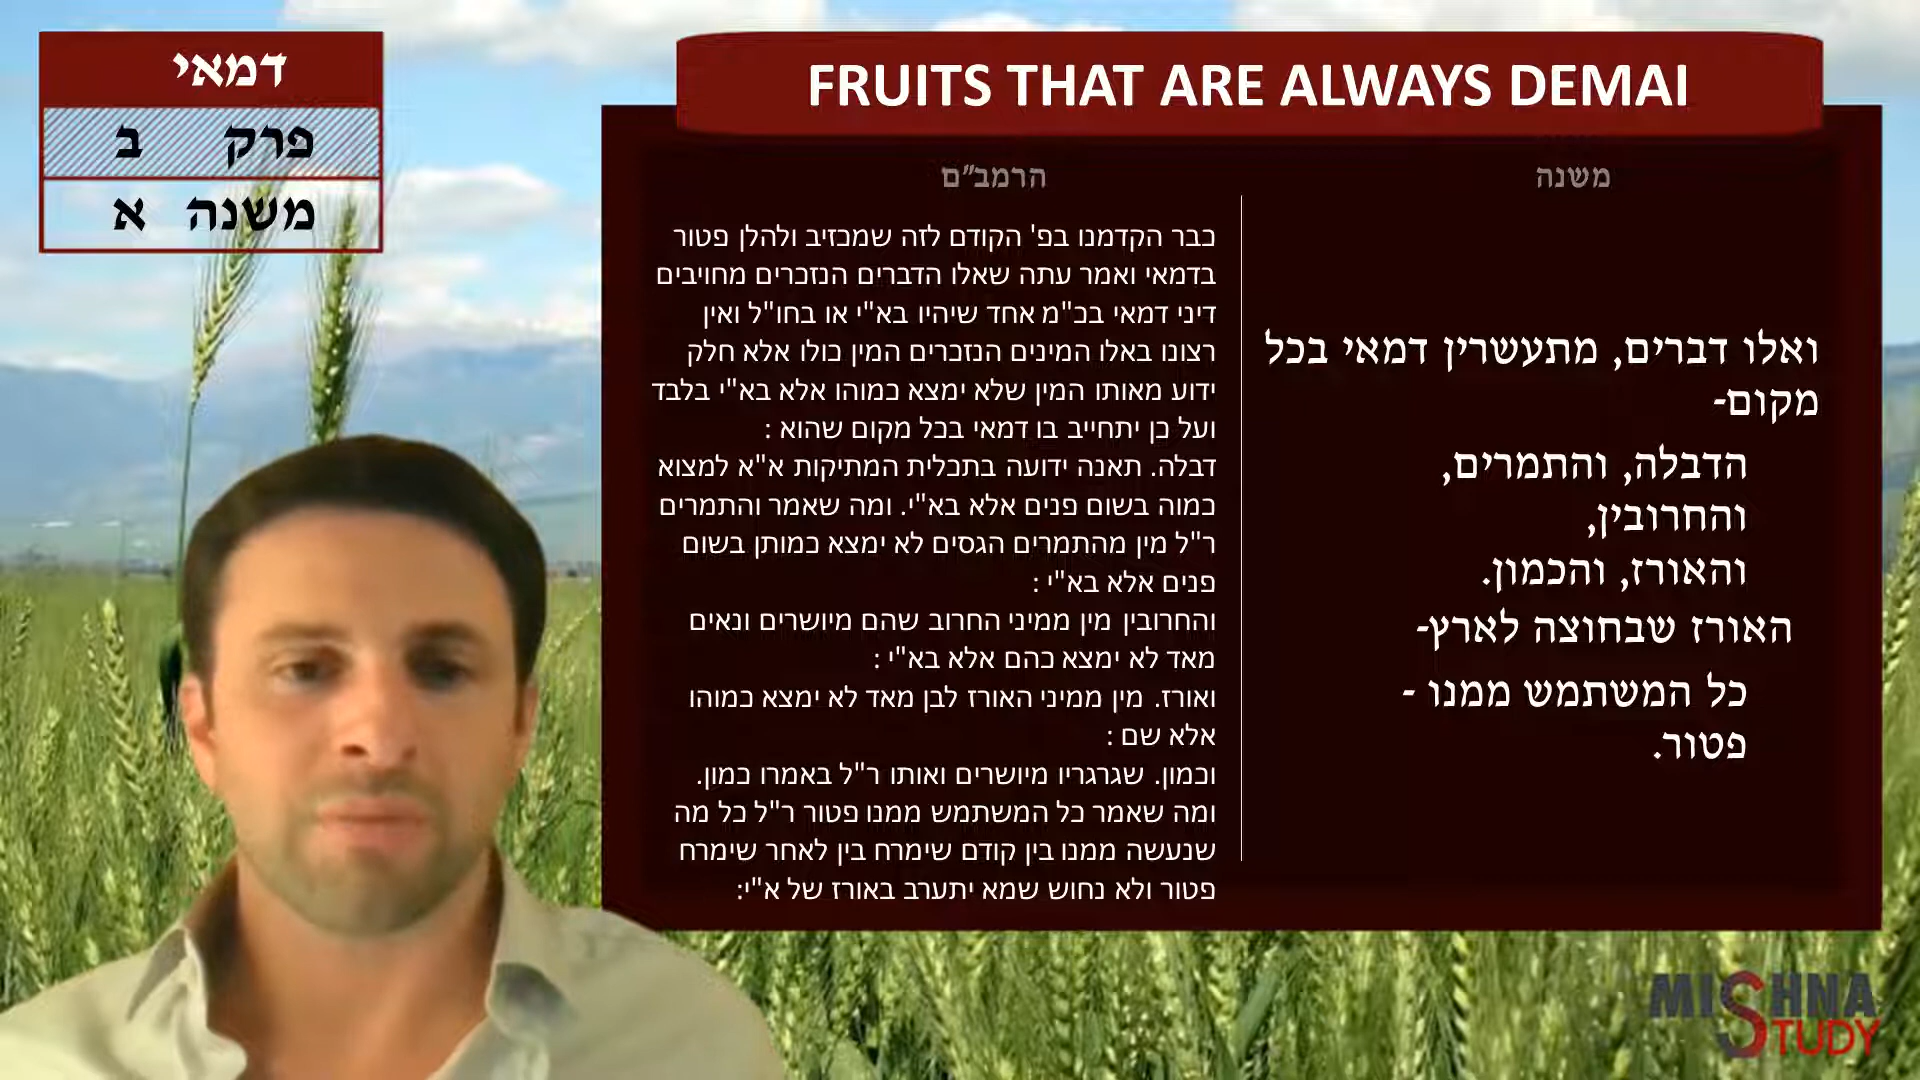 דמאי
פרק ב
משנה א
FRUITS THAT ARE ALWAYS DEMAI
משנה
ואלו דברים, מתעשרין דמאי בכל
מקום-
הדבלה, והתמרים,
והחרובין,
והאורז, והכמון.
האורז שבחוצה לארץ-
כל המשתמש ממנו -
פטור.
הרמב"ם
כבר הקדמנו בפ' הקודם לזה שמכזיב ולהלן פטור
בדמאי ואמר עתה שאלו הדברים הנזכרים מחויבים
דיני דמאי בכ"מ אחד שיהיו בא"י או בחו"ל ואין
רצונו באלו המינים הנזכרים המין כולו אלא חלק
ידוע מאותו המין שלא ימצא כמוהו אלא בא"י בלבד
ועל כן יתחייב בו דמאי בכל מקום שהוא :
דבלה. תאנה ידועה בתכלית המתיקות א"א למצוא
כמוה בשום פנים אלא בא"י. ומה שאמר והתמרים
ר"ל מין מהתמרים הגסים לא ימצא כמותן בשום
פנים אלא בא"י :
והחרובין מין ממיני החרוב שהם מיושרים ונאים
מאד לא ימצא כהם אלא בא"י :
ואורז. מין ממיני האורז לבן מאד לא ימצא כמוהו
אלא שם :
וכמון. שגרגריו מיושרים ואותו ר"ל באמרו כמון.
ומה שאמר כל המשתמש ממנו פטור ר"ל כל מה
שנעשה ממנו בין קודם שימרח בין לאחר שימרח
פטור ולא נחוש שמא יתערב באורז של א"י:
MISHNA
STUDY